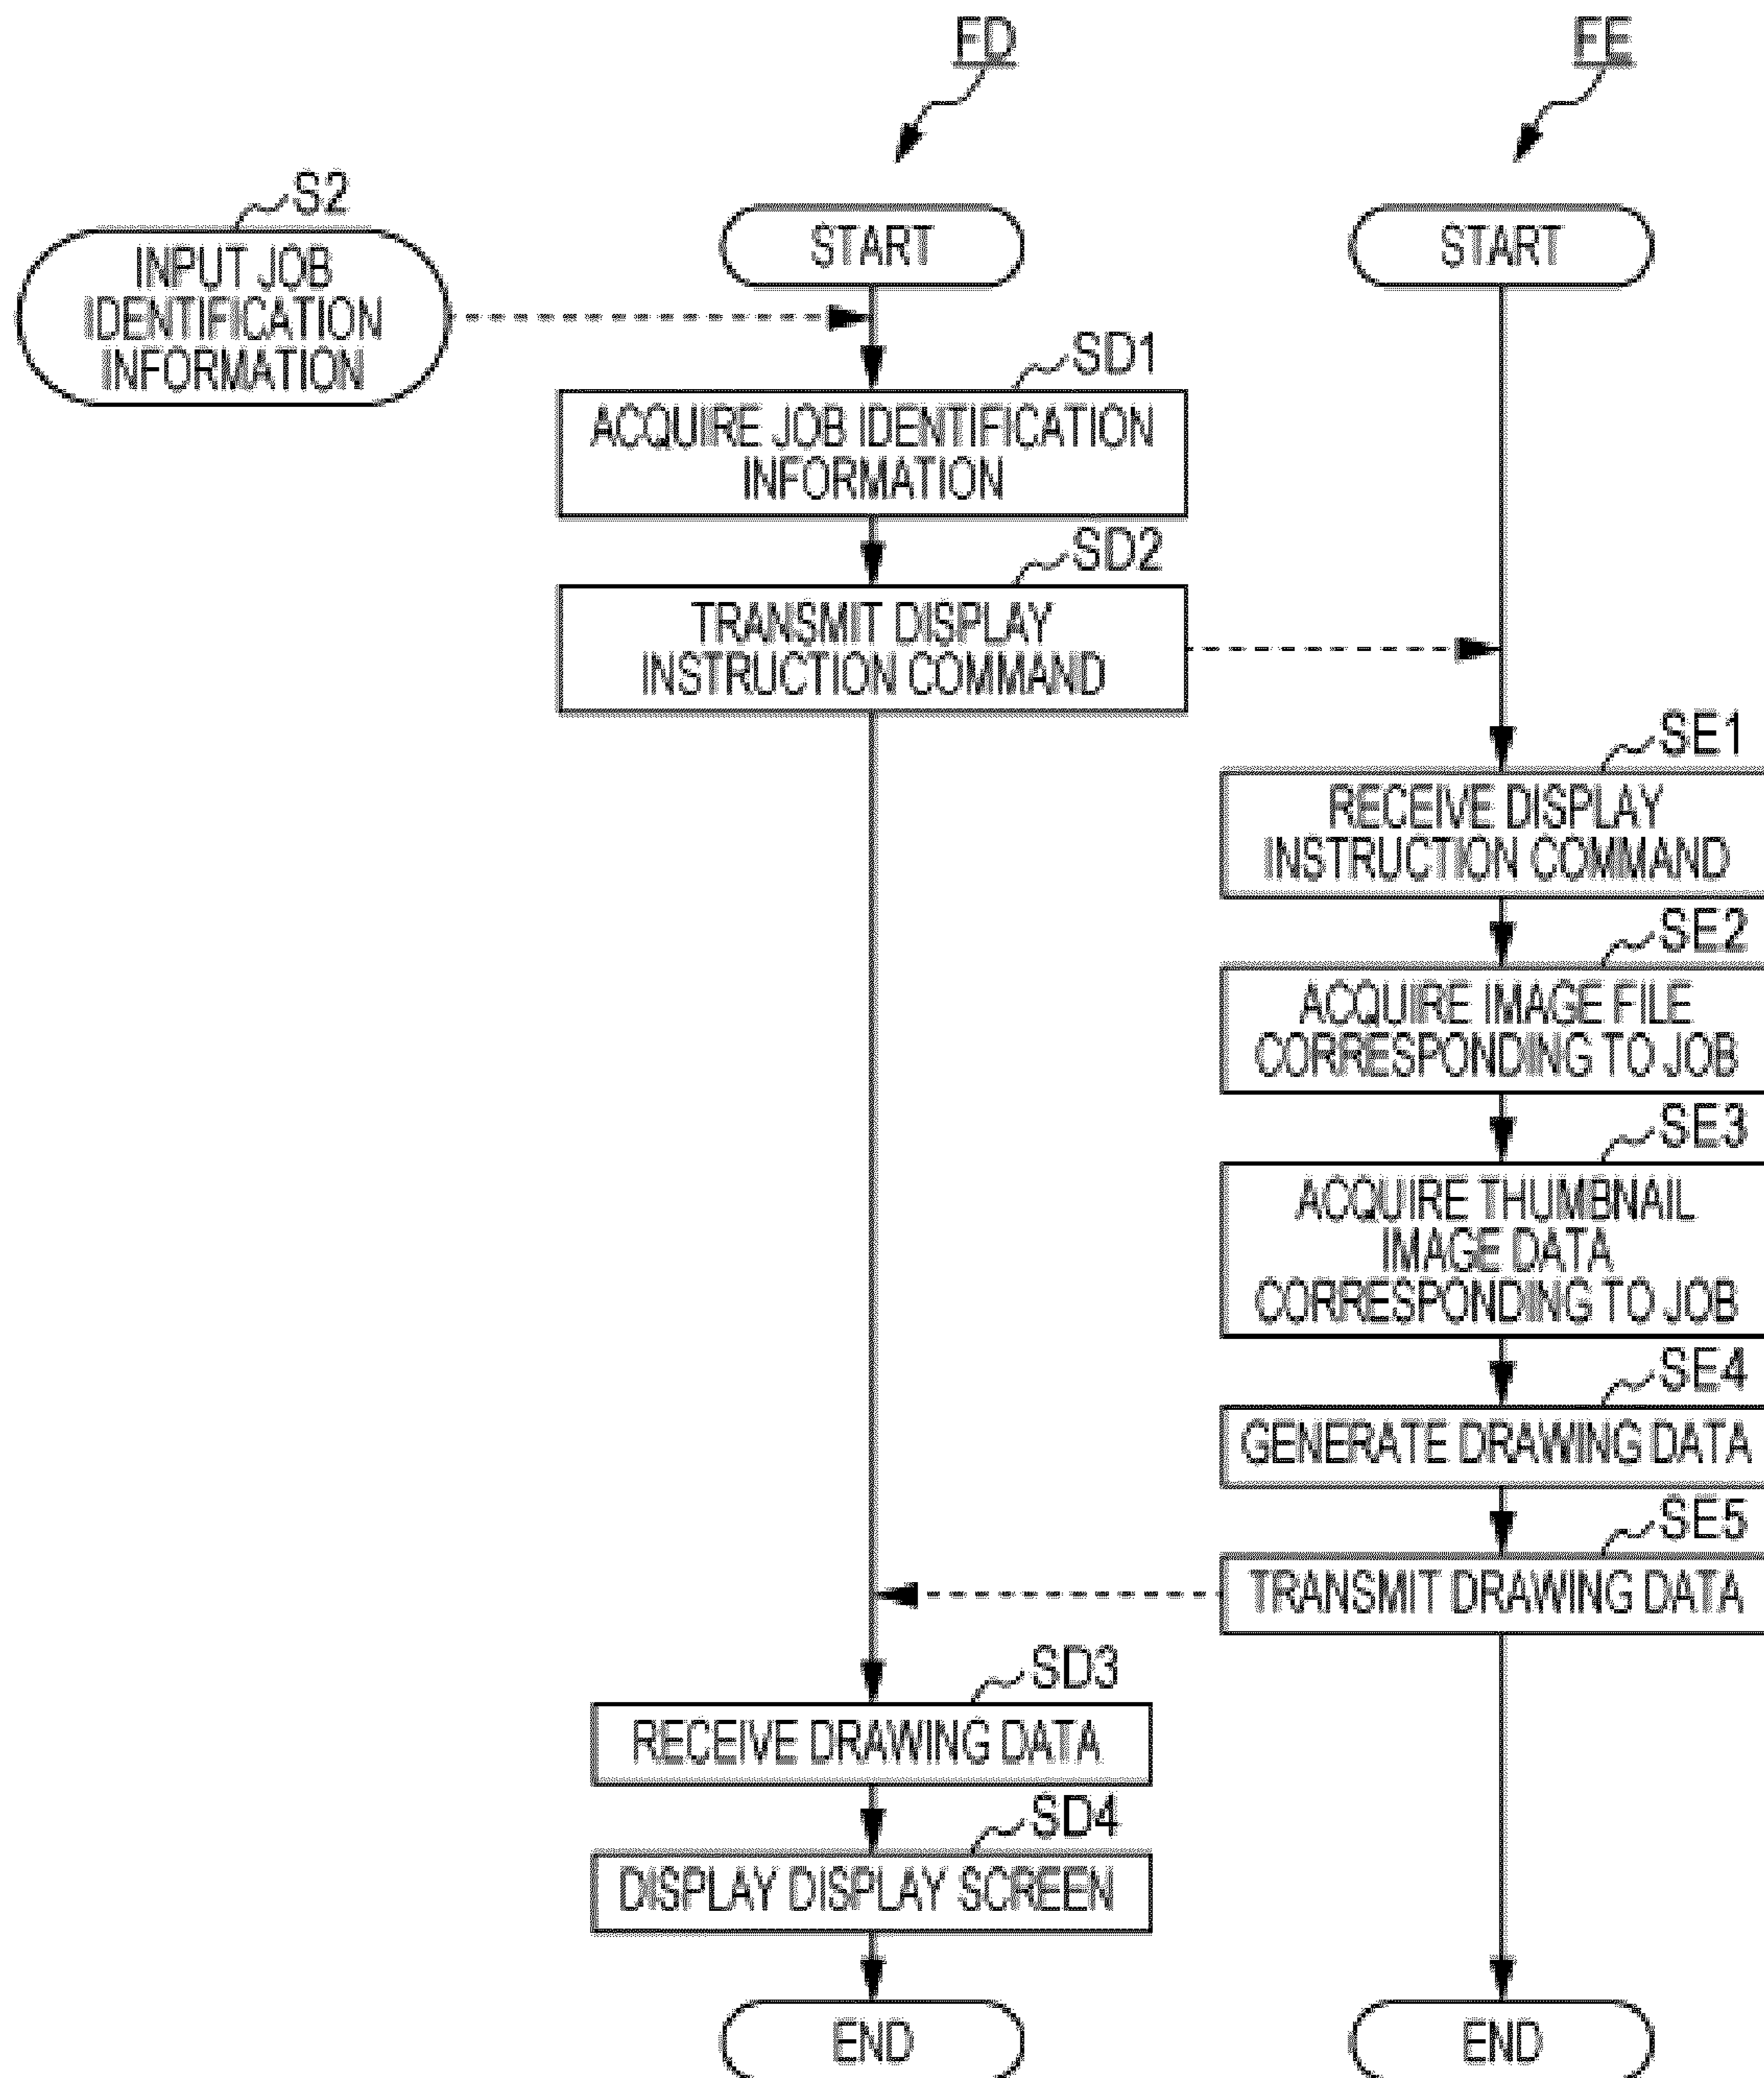 FD
FE
S2
INPUT JOB
IDENTIFICATION
INFORMATION
START
START
SD1
ACQUIRE JOB IDENTIFICATION
INFORMATION
SD2
TRANSMIT DISPLAY
INSTRUCTION COMMAND
SE1
RECEIVE DISPLAY
INSTRUCTION COMMAND
SE2
ACQUIRE IMAGE FILE
CORRESPONDING TO JOB
SE3
ACQUIRE THUMBNAIL
IMAGE DATA
CORRESPONDING TO JOB
SE4
GENERATE DRAWING DATA
SE5
TRANSMIT DRAWING DATA
SD3
RECEIVE DRAWING DATA
SD4
DISPLAY DISPLAY SCREEN
END
END